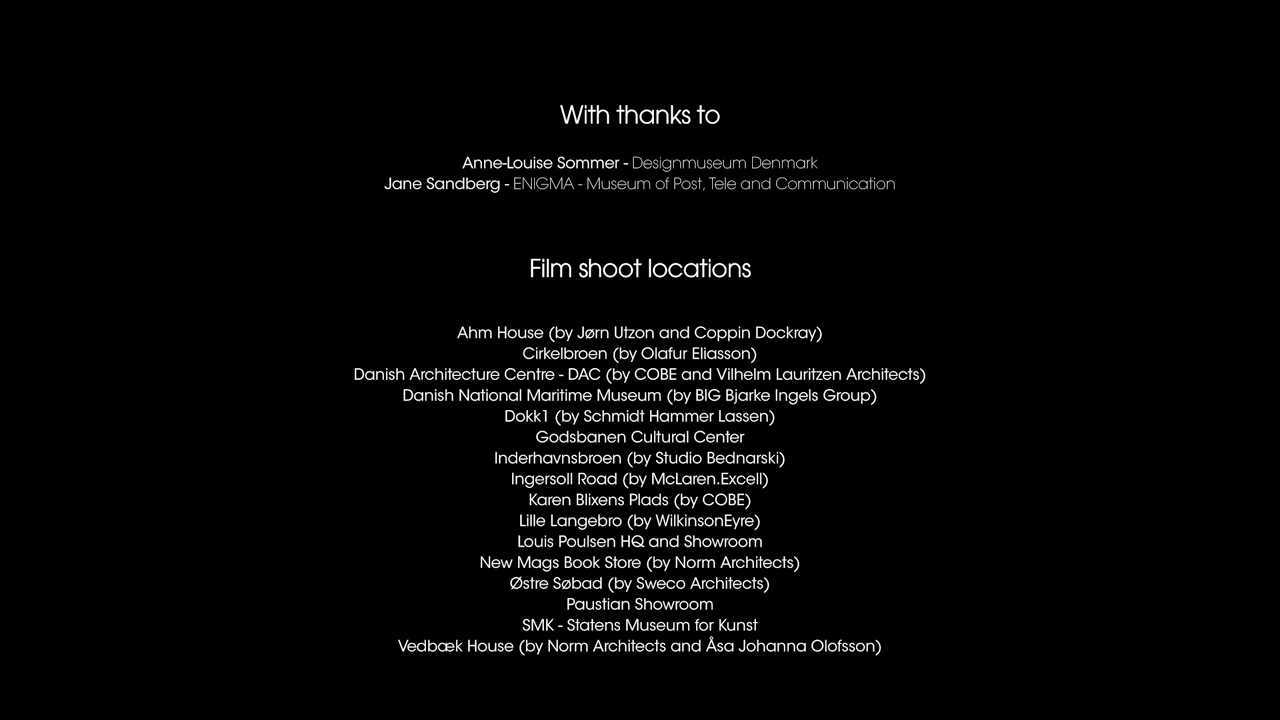 With thanks to
Anne-Louise Sommer - Designmuseum Denmark
Jane Sandberg - ENIGMA - Museum of Post, Tele and Communication
Film shoot locations
Ahm House (by Jørn Utzon and Coppin Dockray)
Cirkelbroen (by Olafur Eliasson)
Danish Architecture Centre - DAC (by COBE and Vilhelm Lauritzen Architects)
Danish National Maritime Museum (by BIG Bjarke Ingels Group)
Dokk1 (by Schmidt Hammer Lassen)
Godsbanen Cultural Center
Inderhavnsbroen (by Studio Bednarski)
Ingersoll Road (by McLaren.Excell)
Karen Blixens Plads (by COBE)
Lille Langebro (by WilkinsonEyre)
Louis Poulsen HQ and Showroom
New Mags Book Store (by Norm Architects)
Østre Søbad (by Sweco Architects)
Paustian Showroom
SMK - Statens Museum for Kunst
Vedbæk House (by Norm Architects and Åsa Johanna Olofsson)